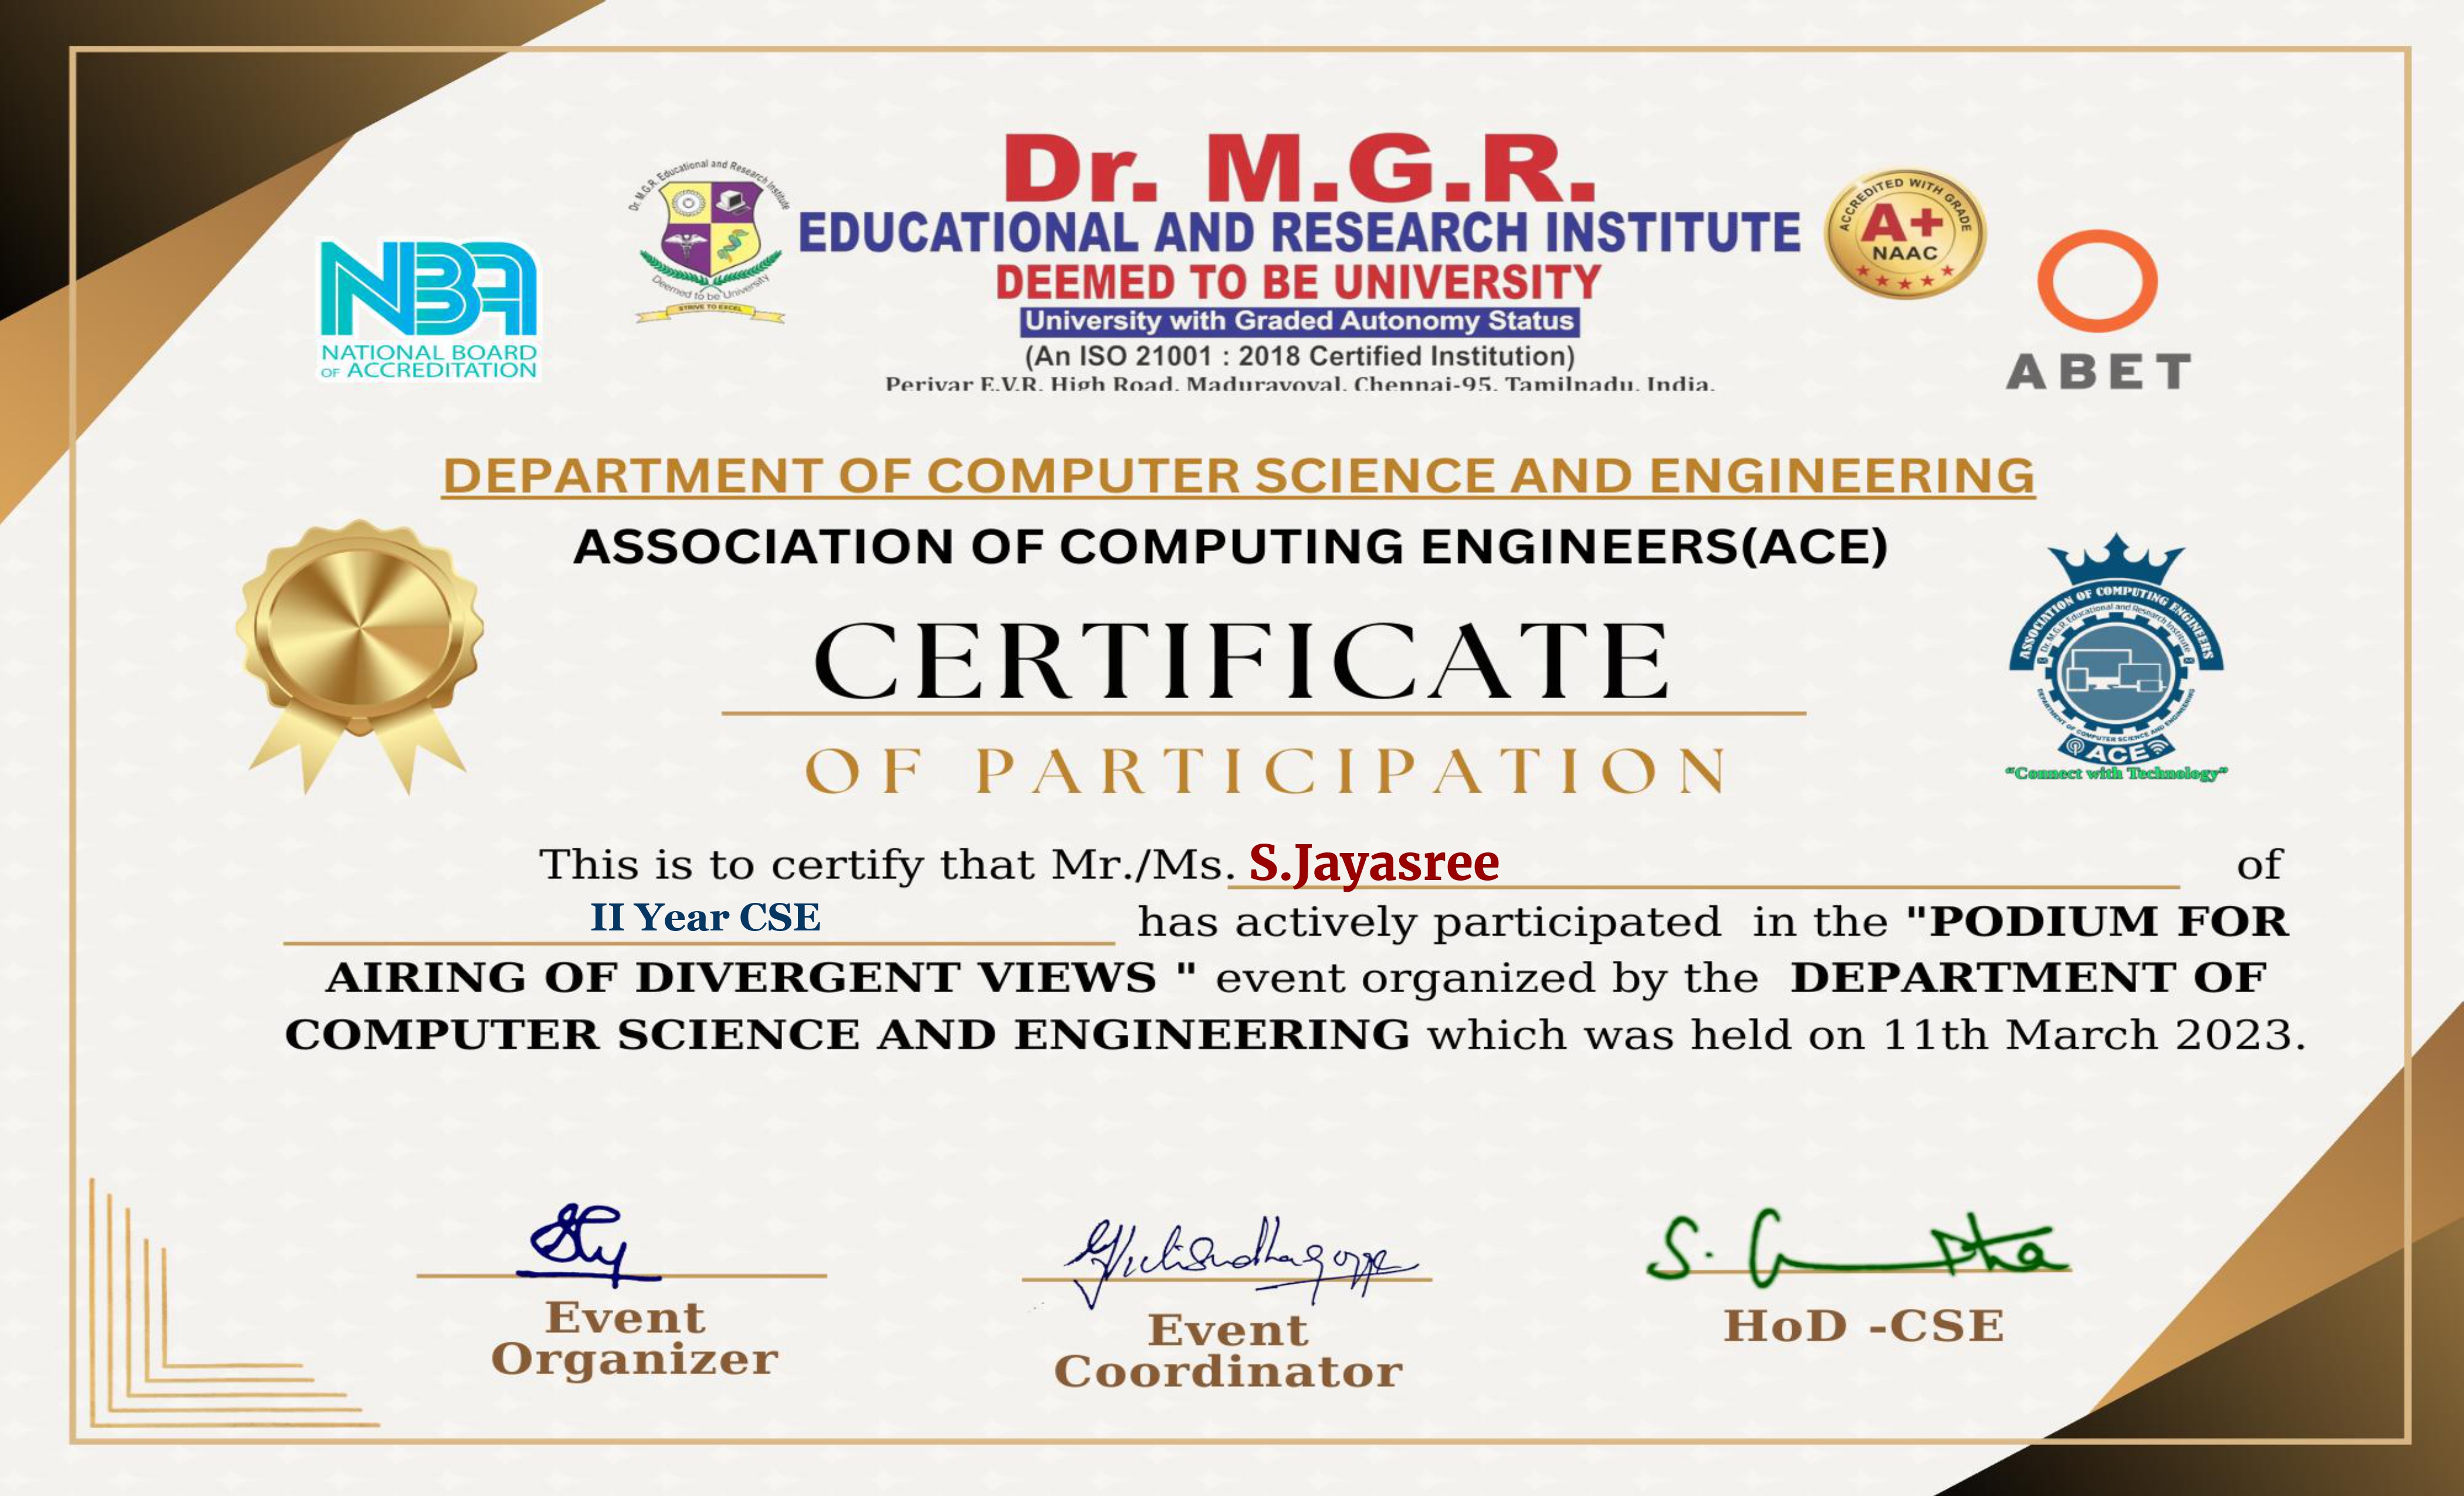 Dr. M.G.R. Educational and Research Institute
Deemed to be University
STRIVE TO EXCEL
Dr. M.G.R.
EDUCATIONAL AND RESEARCH INSTITUTE
DEEMED TO BE UNIVERSITY
University with Graded Autonomy Status
(An ISO 21001 : 2018 Certified Institution)
Periyar E.V.R. High Road, Maduravoyal, Chennai-95. Tamilnadu, India.
ACCREDITED WITH GRADE
A+
NAAC
NBA
NATIONAL BOARD
OF ACCREDITATION
ABET
DEPARTMENT OF COMPUTER SCIENCE AND ENGINEERING
ASSOCIATION OF COMPUTING ENGINEERS(ACE)
CERTIFICATE
OF PARTICIPATION
ASSOCIATION OF COMPUTING ENGINEERS
Dr. M.G.R. Educational and Research Institute
DEPARTMENT OF COMPUTER SCIENCE AND ENGINEERING
ACE
"Connect with Technology"
This is to certify that Mr./Ms. S.Jayasree of
II Year CSE has actively participated in the "PODIUM FOR
AIRING OF DIVERGENT VIEWS " event organized by the DEPARTMENT OF
COMPUTER SCIENCE AND ENGINEERING which was held on 11th March 2023.
Event
Organizer
Event
Coordinator
HoD -CSE